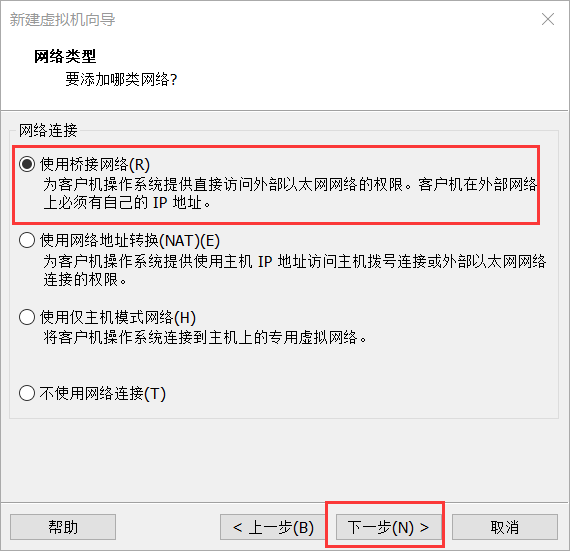 新建虚拟机向导
网络类型
要添加哪类网络?
网络连接
使用桥接网络(R)
为客户机操作系统提供直接访问外部以太网网络的权限。客户机在外部网络
上必须有自己的 IP 地址。
使用网络地址转换(NAT)(E)
为客户机操作系统提供使用主机 IP 地址访问主机拨号连接或外部以太网网络
连接的权限。
使用仅主机模式网络(H)
将客户机操作系统连接到主机上的专用虚拟网络。
不使用网络连接(T)
帮助
< 上一步(B)
下一步(N) >
取消